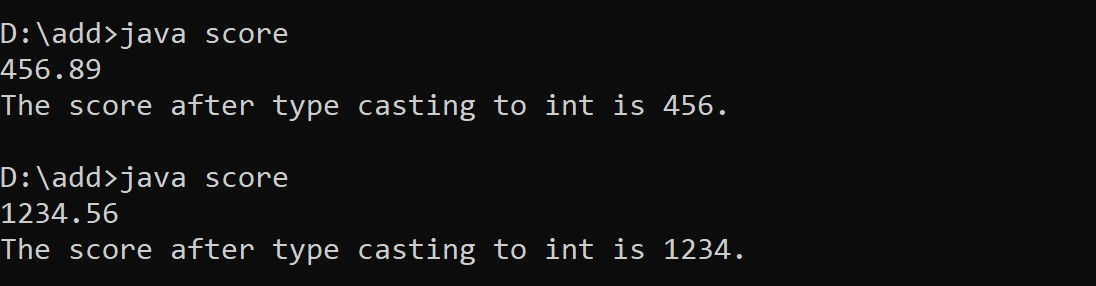 D:\add>java score
456.89
The score after type casting to int is 456.
D:\add>java score
1234.56
The score after type casting to int is 1234.